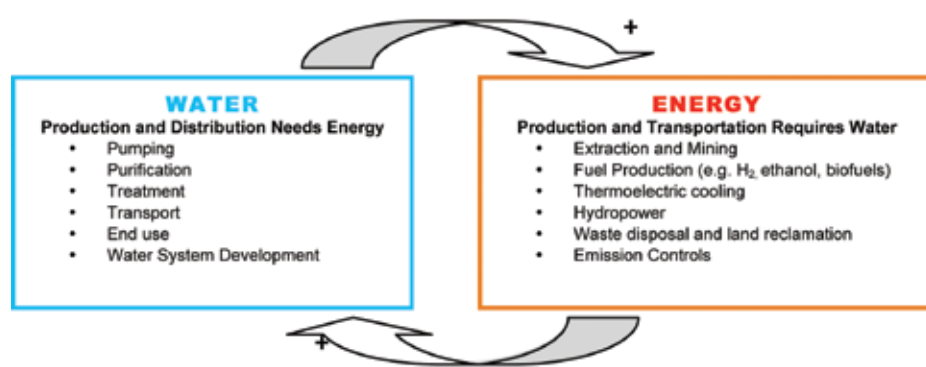 +
WATER
Production and Distribution Needs Energy
• Pumping
• Purification
• Treatment
• Transport
• End use
• Water System Development
ENERGY
Production and Transportation Requires Water
• Extraction and Mining
• Fuel Production (e.g. H₂, ethanol, biofuels)
• Thermoelectric cooling
• Hydropower
• Waste disposal and land reclamation
• Emission Controls
+